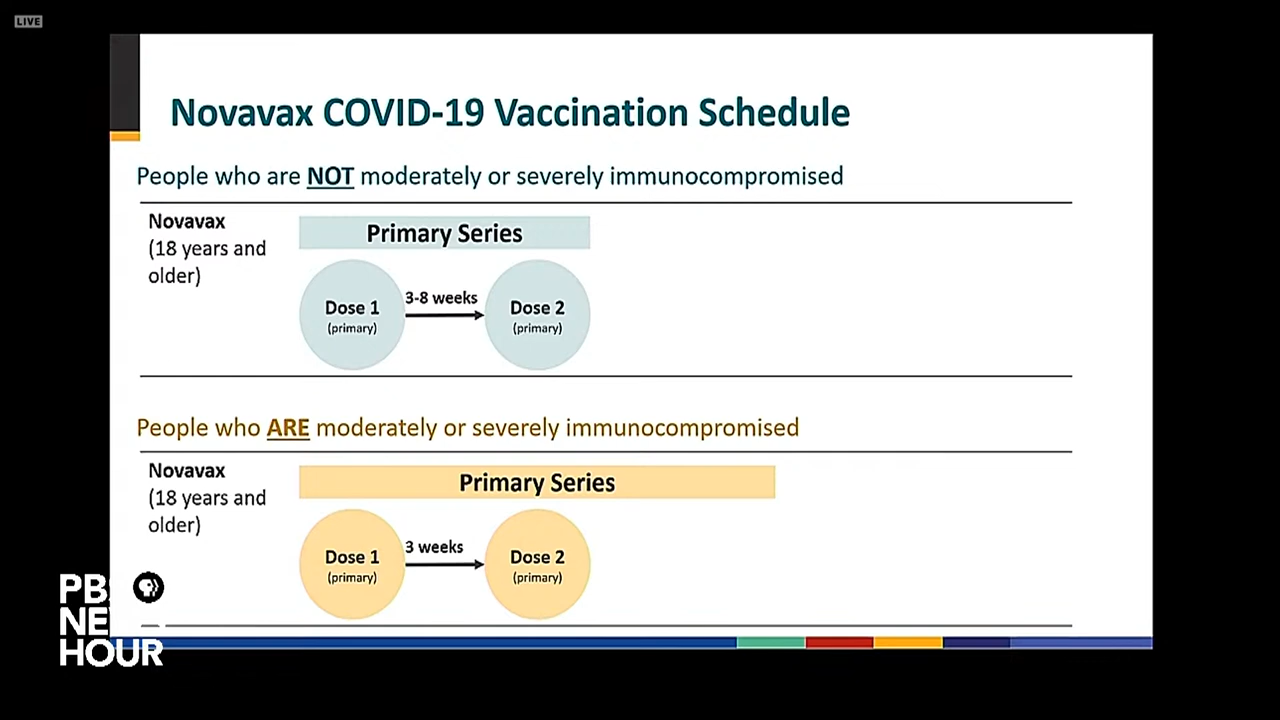 LIVE
Novavax COVID-19 Vaccination Schedule
People who are NOT moderately or severely immunocompromised
Novavax
(18 years and
older)
Primary Series
Dose 1
(primary)
3-8 weeks
Dose 2
(primary)
People who ARE moderately or severely immunocompromised
Novavax
(18 years and
older)
Primary Series
Dose 1
(primary)
3 weeks
Dose 2
(primary)
PBS
NEWS
HOUR